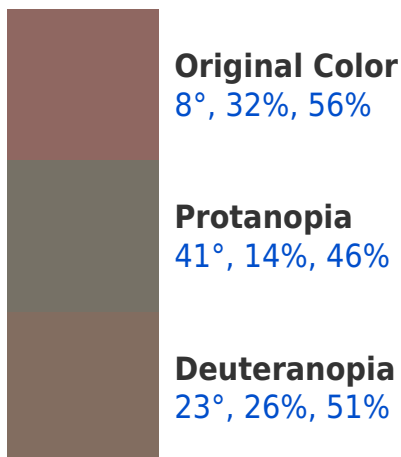 Original Color
8°, 32%, 56%
Protanopia
41°, 14%, 46%
Deuteranopia
23°, 26%, 51%